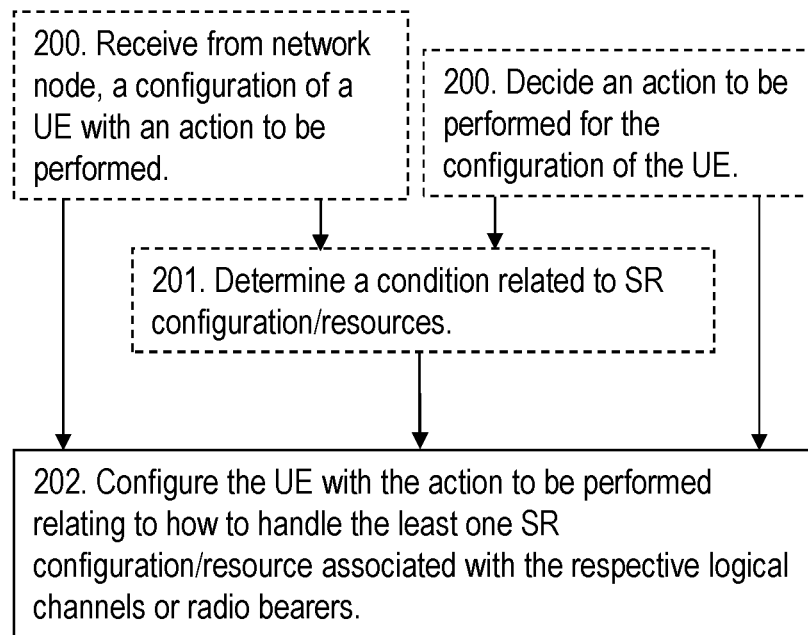 200. Receive from network
node, a configuration of a
UE with an action to be
performed.
200. Decide an action to be
performed for the
configuration of the UE.
201. Determine a condition related to SR
configuration/resources.
202. Configure the UE with the action to be performed
relating to how to handle the least one SR
configuration/resource associated with the respective logical
channels or radio bearers.